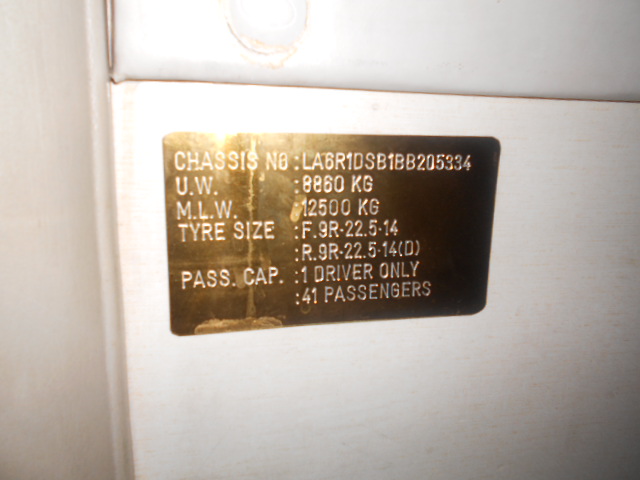 CHASSIS NO :LA6R1DSB1BB205334
U.W. :8860 KG
M.L.W. :12500 KG
TYRE SIZE :F.9R-22.5-14
:R.9R-22.5-14(D)
PASS. CAP. :1 DRIVER ONLY
:41 PASSENGERS